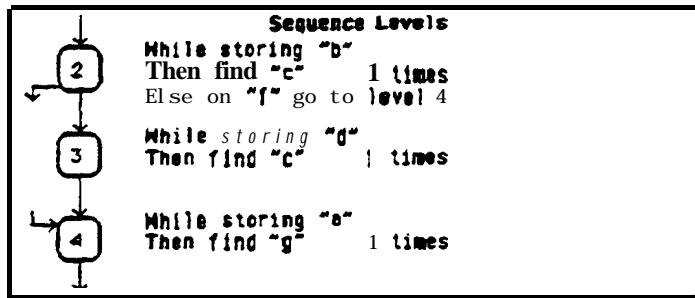 Sequence Levels
2
While storing "b"
Then find "c" 1 times
Else on "f" go to level 4
3
While storing "d"
Then find "c" 1 times
4
While storing "a"
Then find "g" 1 times